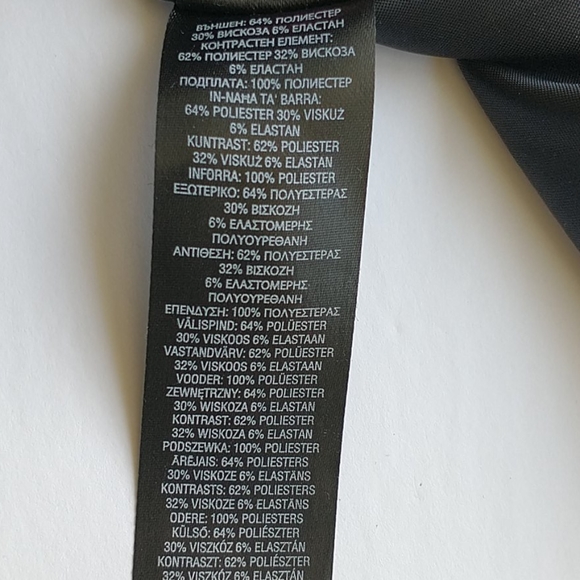 ВЪНШЕН: 64% ПОЛИЕСТЕР
30% ВИСКОЗА 6% ЕЛАСТАН
КОНТРАСТЕН ЕЛЕМЕНТ:
62% ПОЛИЕСТЕР 32% ВИСКОЗА
6% ЕЛАСТАН
ПОДПЛАТА: 100% ПОЛИЕСТЕР
IN-NAĦA TA' BARRA:
64% POLIESTER 30% VISKUŻ
6% ELASTAN
KUNTRAST: 62% POLIESTER
32% VISKUŻ 6% ELASTAN
INFORRA: 100% POLIESTER
ΕΞΩΤΕΡΙΚΟ: 64% ΠΟΛΥΕΣΤΕΡΑΣ
30% ΒΙΣΚΟΖΗ
6% ΕΛΑΣΤΟΜΕΡΗΣ
ΠΟΛΥΟΥΡΕΘΑΝΗ
ΑΝΤΙΘΕΣΗ: 62% ΠΟΛΥΕΣΤΕΡΑΣ
32% ΒΙΣΚΟΖΗ
6% ΕΛΑΣΤΟΜΕΡΗΣ
ΠΟΛΥΟΥΡΕΘΑΝΗ
ΕΠΕΝΔΥΣΗ: 100% ΠΟΛΥΕΣΤΕΡΑΣ
VÄLISPIND: 64% POLÜESTER
30% VISKOOS 6% ELASTAAN
VASTANDVÄRV: 62% POLÜESTER
32% VISKOOS 6% ELASTAAN
VOODER: 100% POLÜESTER
ZEWNĘTRZNY: 64% POLIESTER
30% WISKOZA 6% ELASTAN
KONTRAST: 62% POLIESTER
32% WISKOZA 6% ELASTAN
PODSZEWKA: 100% POLIESTER
ĀRĒJAIS: 64% POLIESTERS
30% VISKOZE 6% ELASTĀNS
KONTRASTS: 62% POLIESTERS
32% VISKOZE 6% ELASTĀNS
ODERE: 100% POLIESTERS
KÜLSŐ: 64% POLIÉSZTER
30% VISZKÓZ 6% ELASZTÁN
KONTRASZT: 62% POLIÉSZTER
32% VISZKÓZ 6% ELASZTÁN